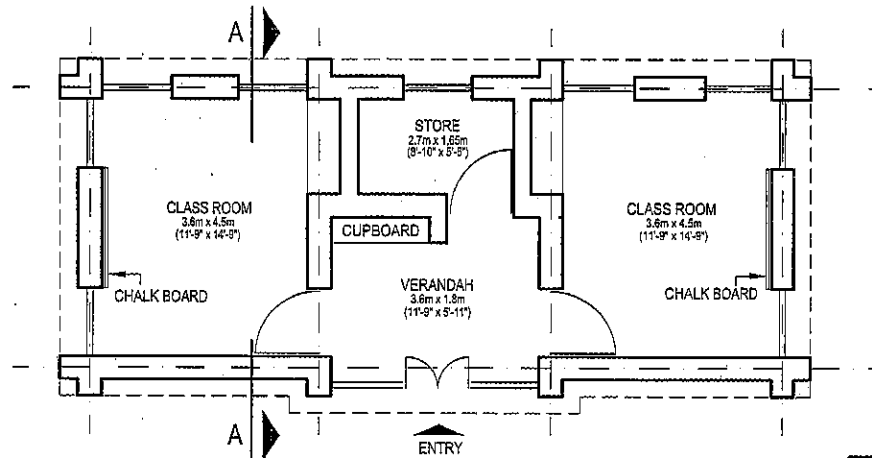 A
STORE
2.7m x 1.65m
(8'-10" x 5'-5")
CLASS ROOM
3.6m x 4.5m
(11'-9" x 14'-9")
CLASS ROOM
3.6m x 4.5m
(11'-9" x 14'-9")
CUPBOARD
VERANDAH
3.6m x 1.8m
(11'-9" x 5'-11")
CHALK BOARD
CHALK BOARD
A
ENTRY